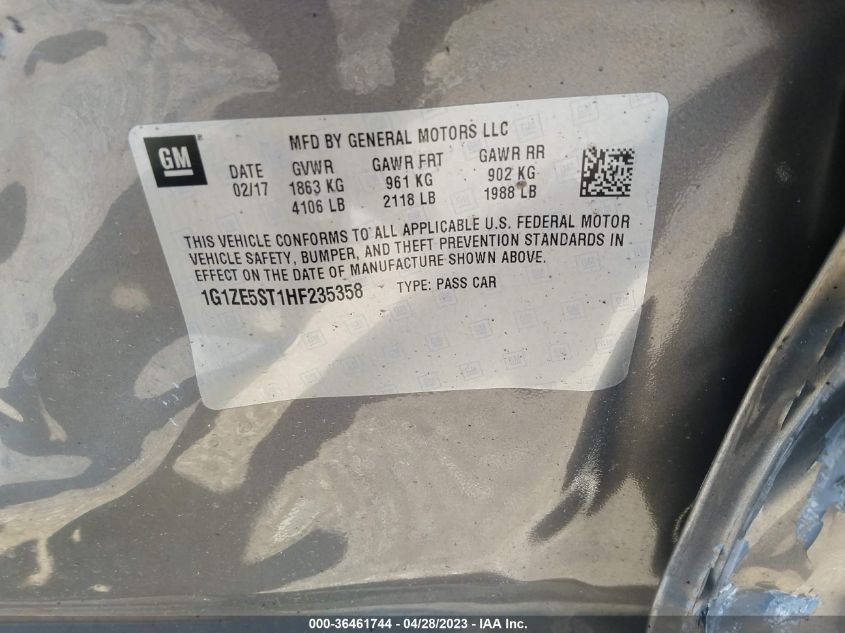 GM®
MFD BY GENERAL MOTORS LLC
DATE GVWR GAWR FRT GAWR RR
02/17 1863 KG 961 KG 902 KG
4106 LB 2118 LB 1988 LB
THIS VEHICLE CONFORMS TO ALL APPLICABLE U.S. FEDERAL MOTOR
VEHICLE SAFETY, BUMPER, AND THEFT PREVENTION STANDARDS IN
EFFECT ON THE DATE OF MANUFACTURE SHOWN ABOVE.
1G1ZE5ST1HF235358 TYPE: PASS CAR
000-36461744 - 04/28/2023 - IAA Inc.